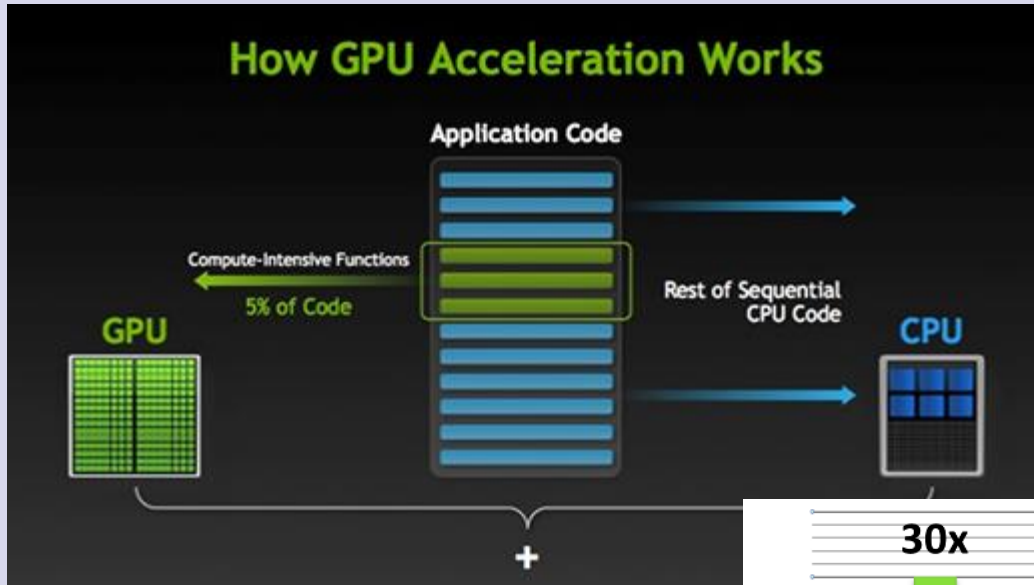 How GPU Acceleration Works
Application Code
Compute-Intensive Functions
5% of Code
Rest of Sequential
CPU Code
GPU
CPU
+
30x